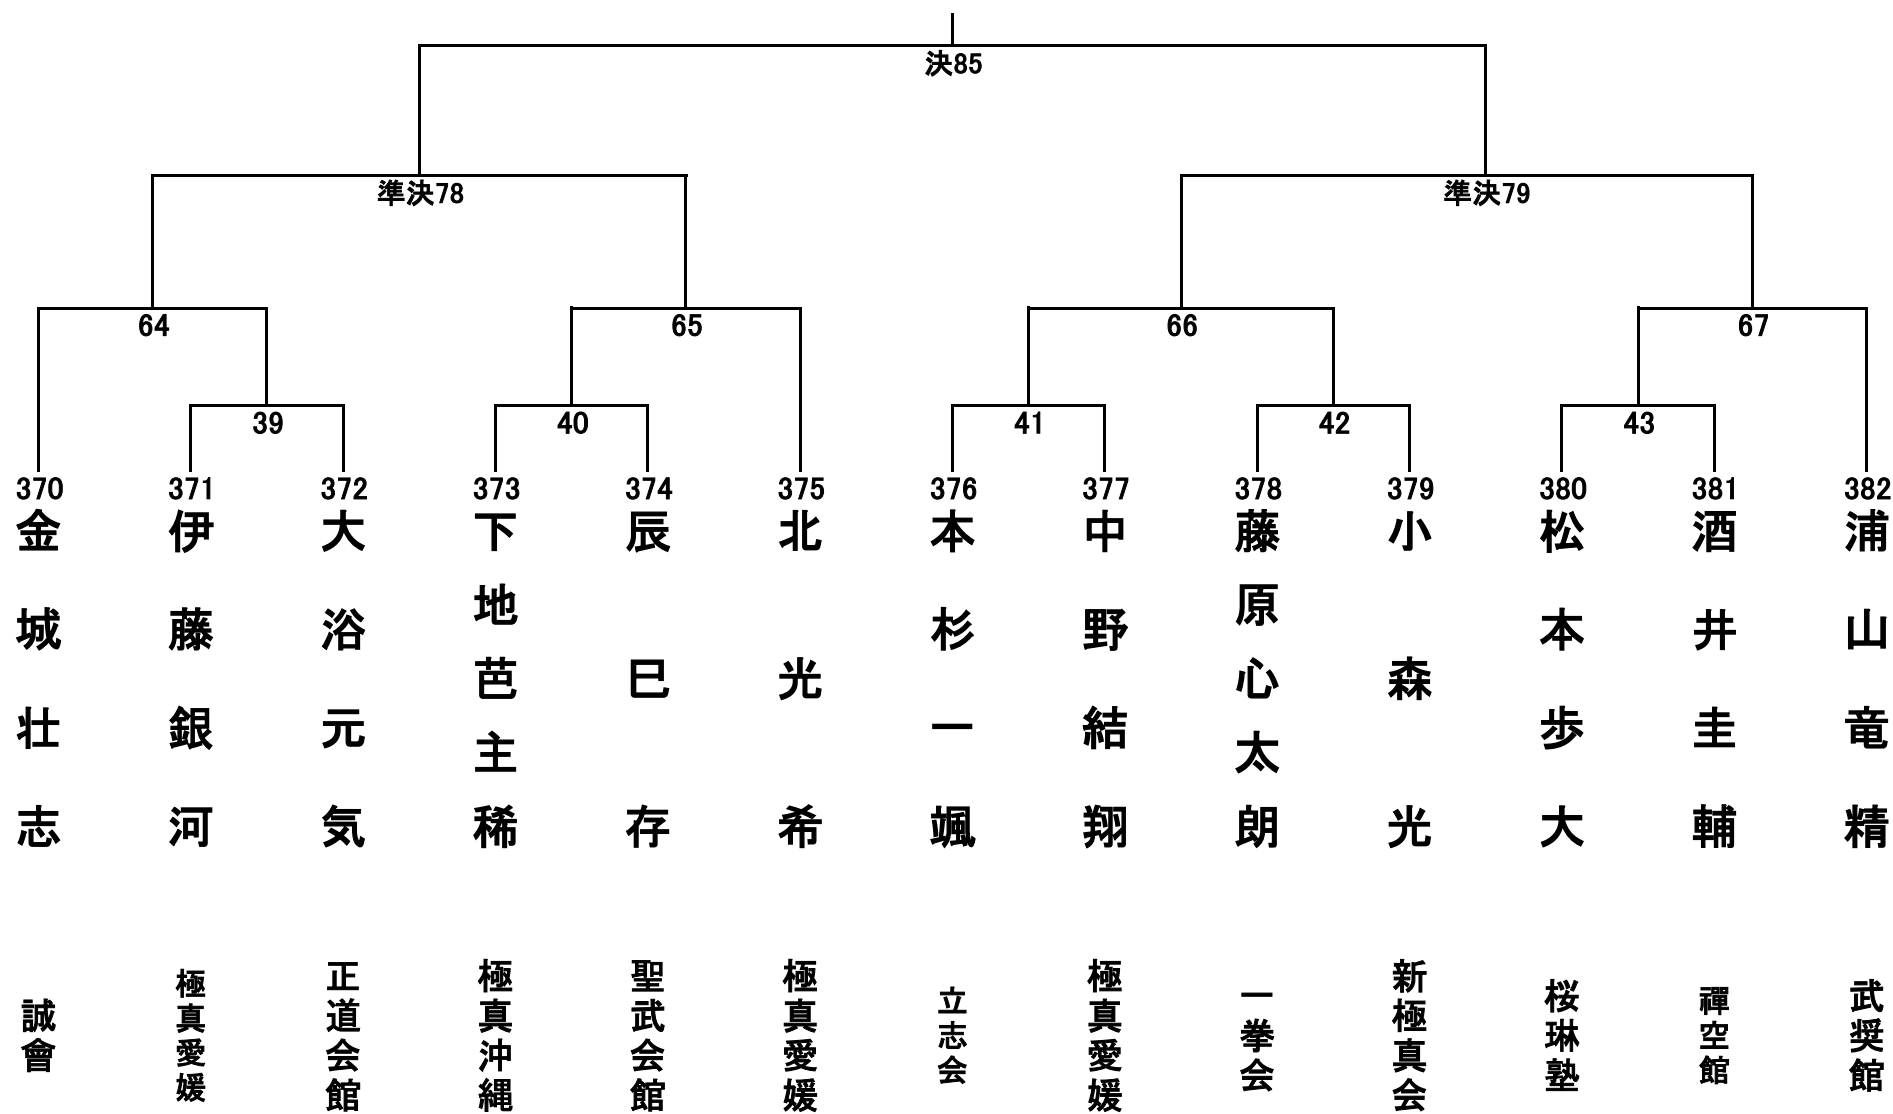 決85
準決78
準決79
64
65
66
67
39
40
41
42
43
370
371
372
373
374
375
376
377
378
379
380
381
382
金城壮志
伊藤銀河
大浴元気
下地芭主稀
辰巳存
北光希
本杉一颯
中野結翔
藤原心太朗
小森光
松本歩大
酒井圭輔
浦山竜精
誠會
極真愛媛
正道会館
極真沖縄
聖武会館
極真愛媛
立志会
極真愛媛
一拳会
新極真会
桜琳塾
禪空館
武奨館